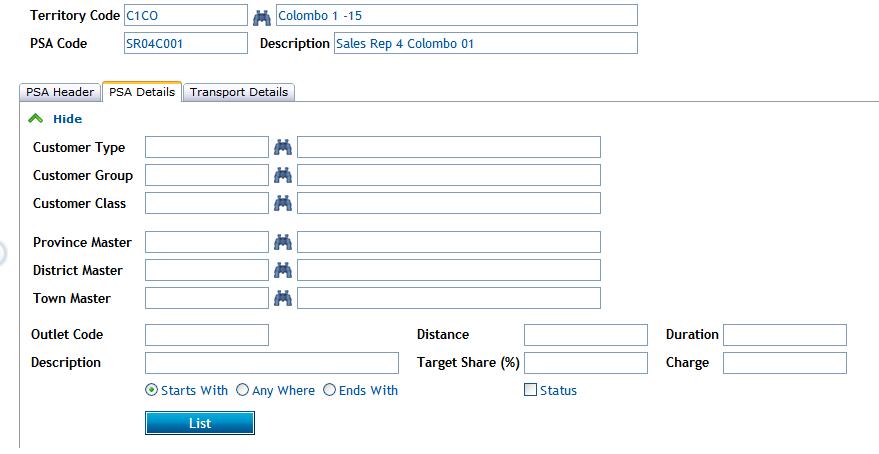 Territory Code C1CO Colombo 1 -15
PSA Code SR04C001 Description Sales Rep 4 Colombo 01
PSA Header PSA Details Transport Details
Hide
Customer Type
Customer Group
Customer Class
Province Master
District Master
Town Master
Outlet Code Distance Duration
Description Target Share (%) Charge
Starts With Any Where Ends With Status
List